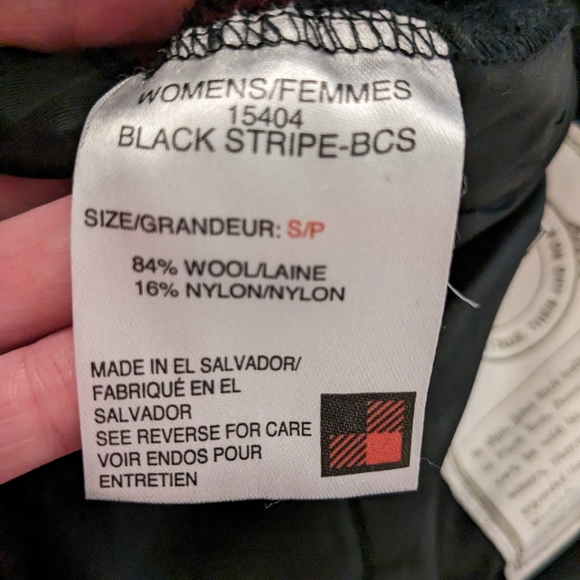 WOMENS/FEMMES
15404
BLACK STRIPE-BCS
SIZE/GRANDEUR: S/P
84% WOOL/LAINE
16% NYLON/NYLON
MADE IN EL SALVADOR/
FABRIQUÉ EN EL
SALVADOR
SEE REVERSE FOR CARE
VOIR ENDOS POUR
ENTRETIEN